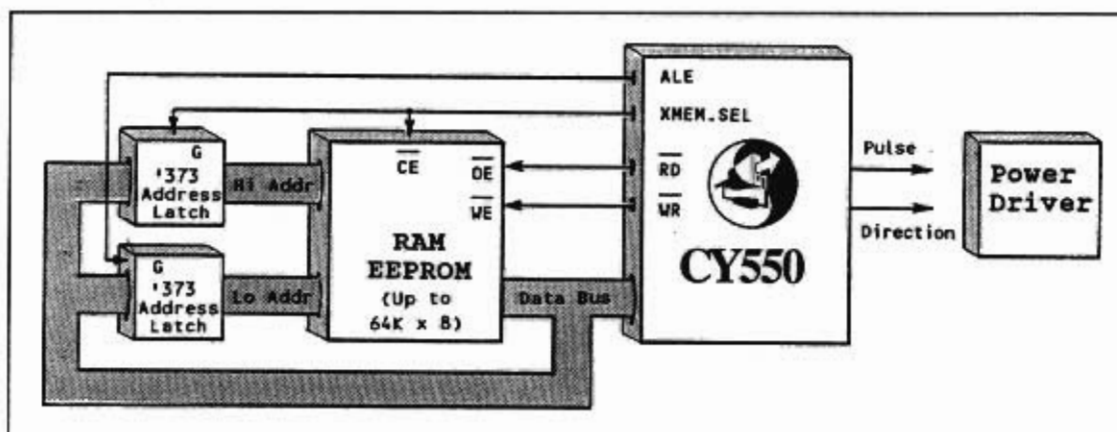 ALE
XMEM.SEL
G
'373
Address
Latch
Hi Addr
CE
OE
RD
WE
WR
Pulse
Direction
Power
Driver
RAM
EEPROM
(Up to
64K x 8)
CY550
G
'373
Address
Latch
Lo Addr
Data Bus